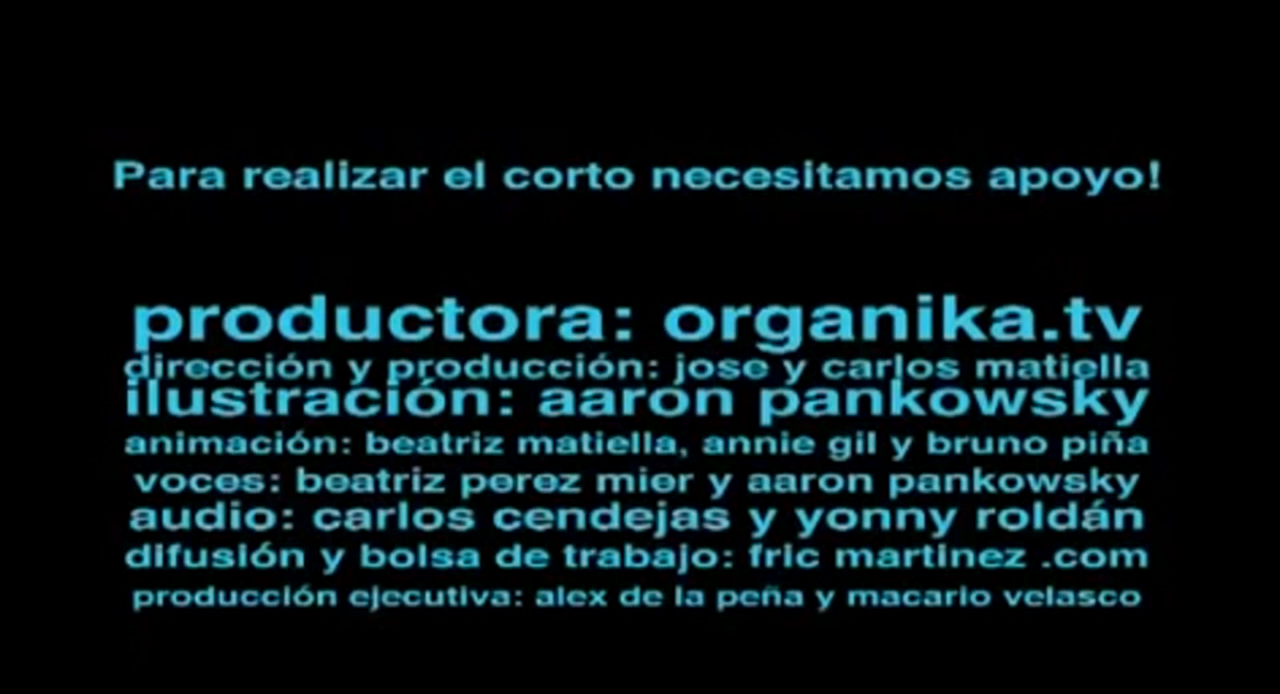 Para realizar el corto necesitamos apoyo!
productora: organika.tv
dirección y producción: jose y carlos matiella
ilustración: aaron pankowsky
animación: beatriz matiella, annie gil y bruno piña
voces: beatriz perez mier y aaron pankowsky
audio: carlos cendejas y yonny roldán
difusión y bolsa de trabajo: fric martinez .com
producción ejecutiva: alex de la peña y macario velasco